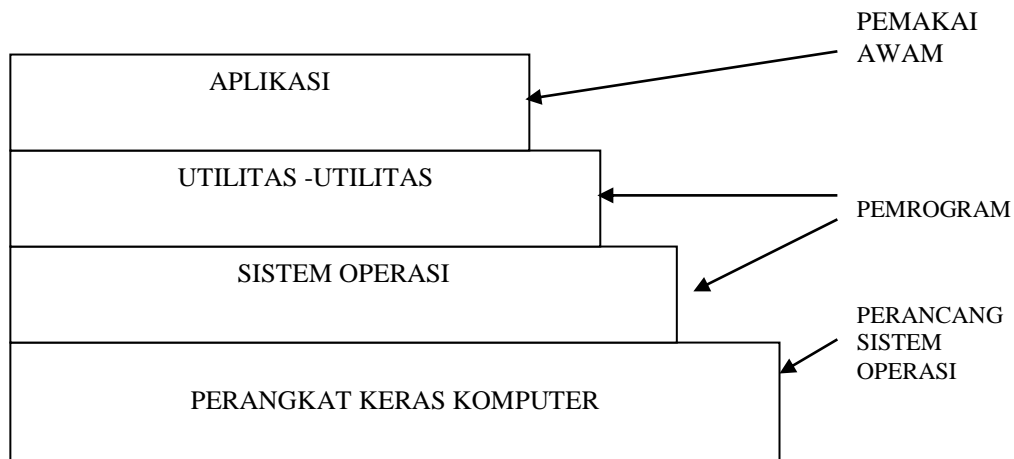 PEMAKAI
AWAM
APLIKASI
UTILITAS -UTILITAS
PEMROGRAM
SISTEM OPERASI
PERANCANG
SISTEM
OPERASI
PERANGKAT KERAS KOMPUTER